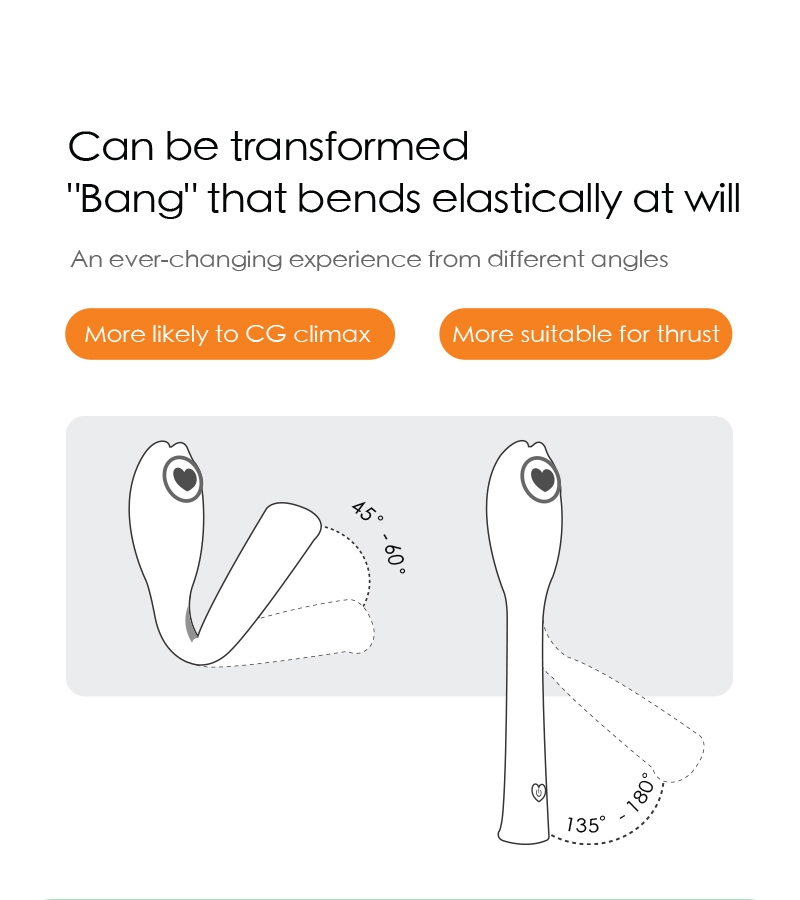 Can be transformed
"Bang" that bends elastically at will
An ever-changing experience from different angles
More likely to CG climax
More suitable for thrust
45° - 60°
135° - 180°